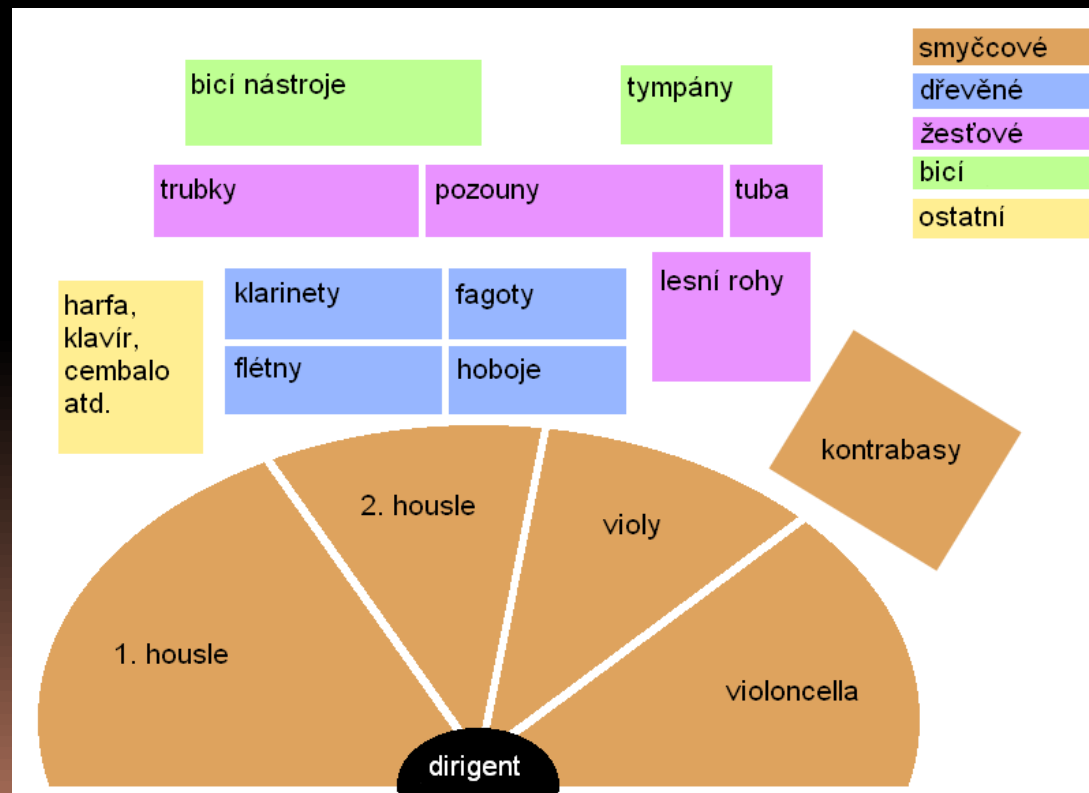 smyčcové
dřevěné
žesťové
bicí
ostatní
bicí nástroje
tympány
trubky
pozouny
tuba
lesní rohy
harfa,
klavír,
cembalo
atd.
klarinety
fagoty
flétny
hoboje
kontrabasy
2. housle
violy
1. housle
violoncella
dirigent